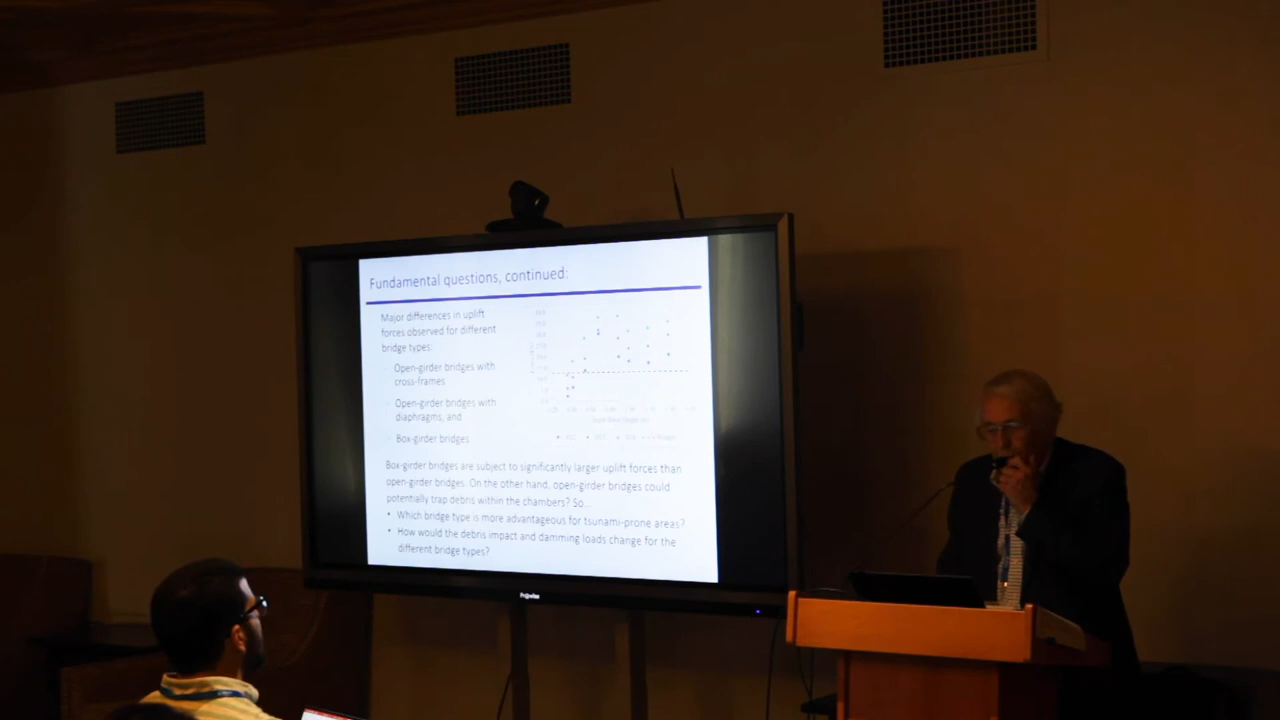 Fundamental questions, continued:
Major differences in uplift
forces observed for different
bridge types:
Open-girder bridges with
cross-frames
Open-girder bridges with
diaphragms, and
Box-girder bridges
Box-girder bridges are subject to significantly larger uplift forces than
open-girder bridges. On the other hand, open-girder bridges could
potentially trap debris within the chambers? So...
• Which bridge type is more advantageous for tsunami-prone areas?
• How would the debris impact and damming loads change for the
different bridge types?